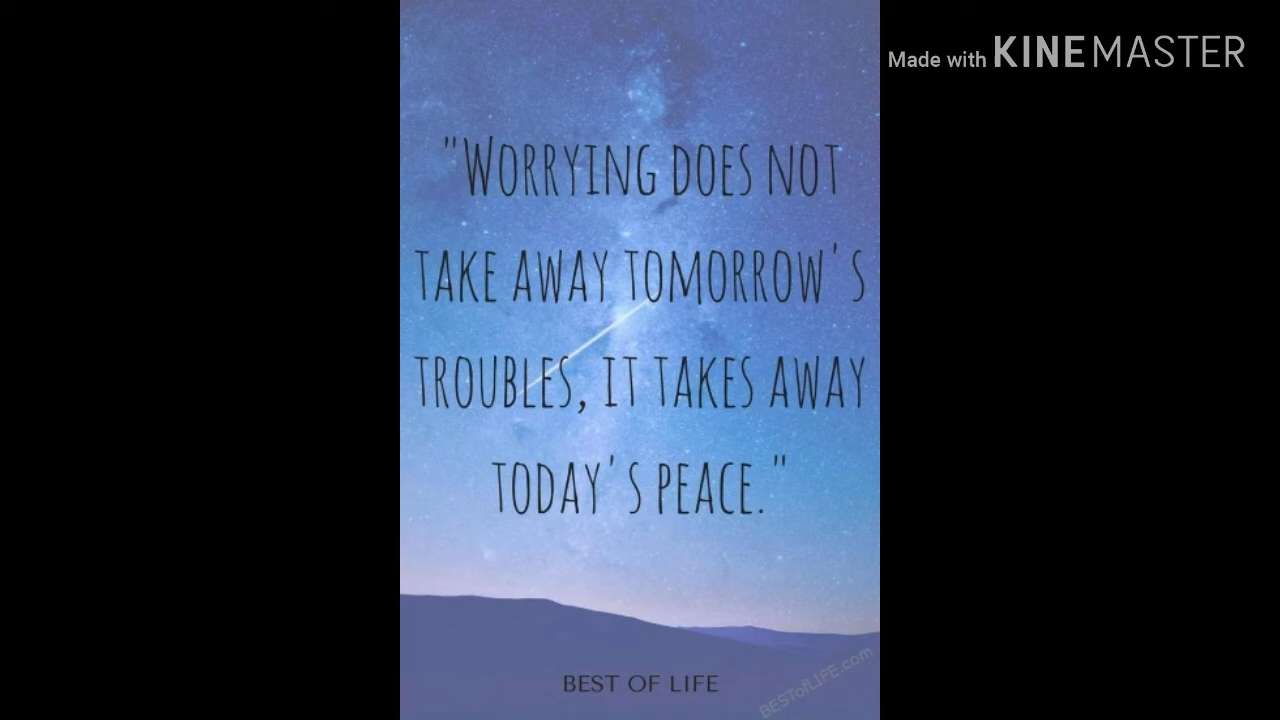 Made with KINEMASTER
"WORRYING DOES NOT
TAKE AWAY TOMORROW'S
TROUBLES, IT TAKES AWAY
TODAY'S PEACE."
BEST OF LIFE
BESTofLIFE.com